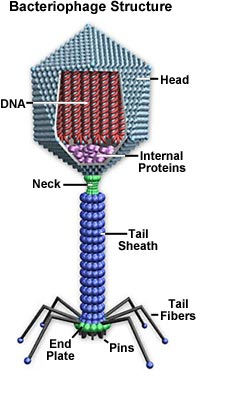 Bacteriophage Structure
Head
DNA
Internal
Proteins
Neck
Tail
Sheath
Tail
Fibers
End
Plate
Pins